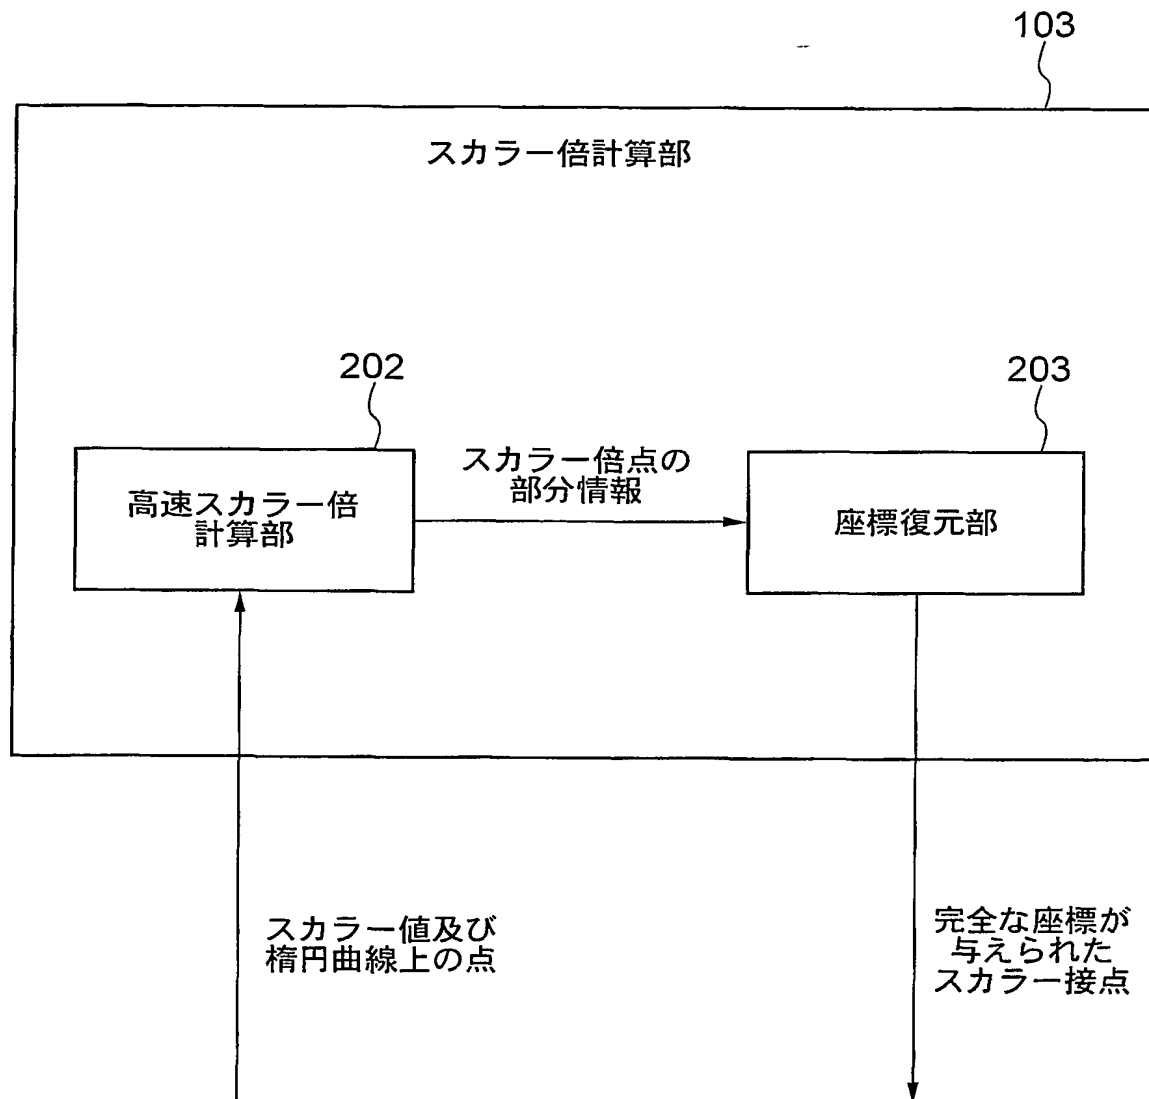 103
スカラー倍計算部
202
203
高速スカラー倍
計算部
スカラー倍点の
部分情報
座標復元部
スカラー値及び
楕円曲線上の点
完全な座標が
与えられた
スカラー接点